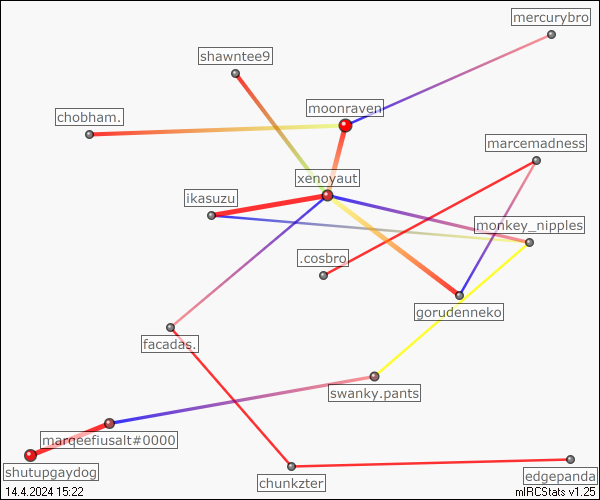 mercurybro
shawntee9
moonraven
chobham.
marcemadness
xenoyaut
ikasuzu
monkey_nipples
.cosbro
gorudenneko
facadas.
swanky.pants
marqeefiusalt#0000
shutupgaydog
chunkzter
edgepanda
14.4.2024 15:22
mIRCStats v1.25